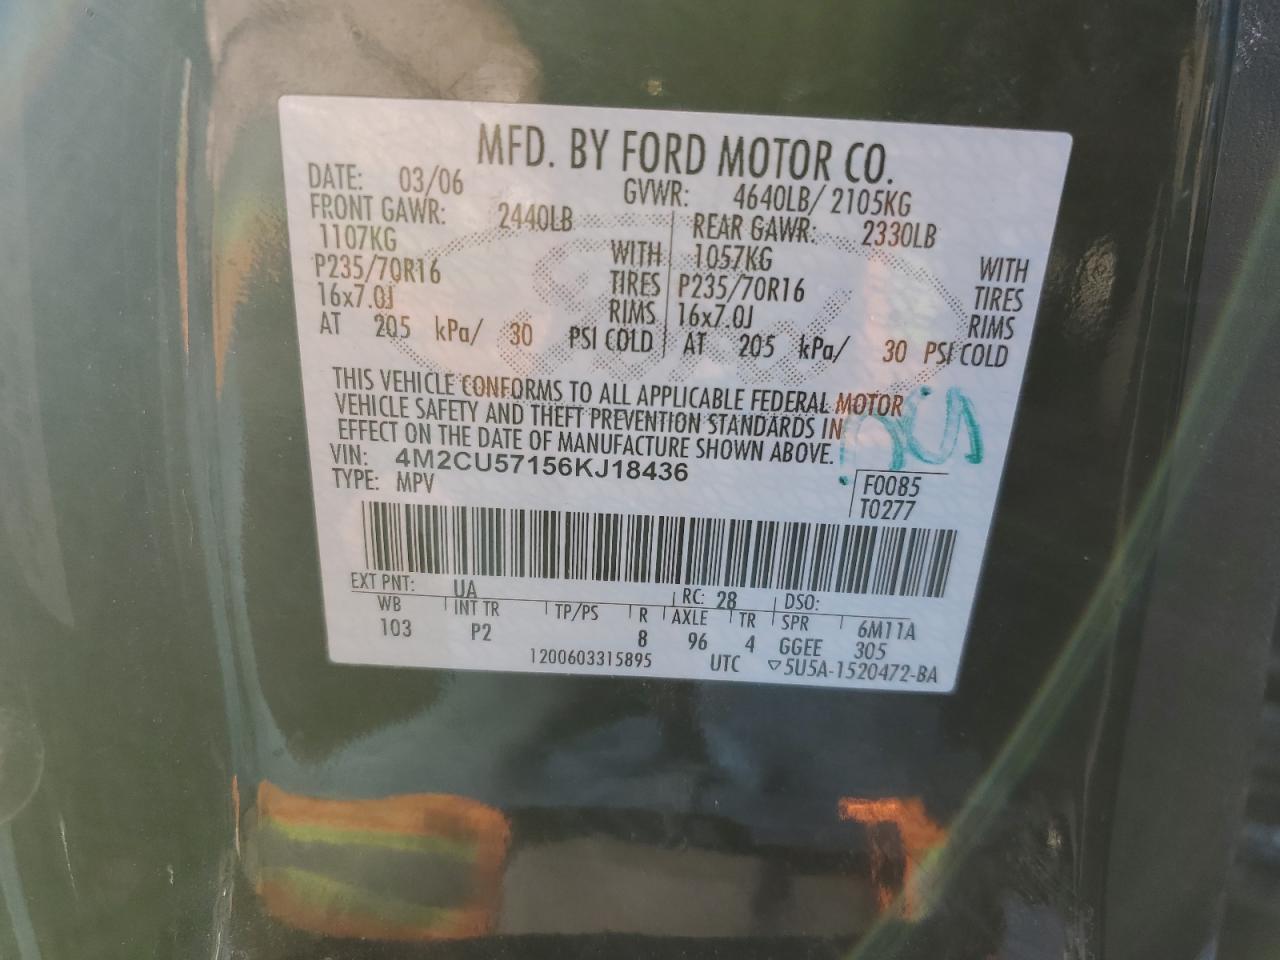 MFD. BY FORD MOTOR CO.
DATE: 03/06 GVWR: 4640LB/ 2105KG
FRONT GAWR: 2440LB REAR GAWR: 2330LB
1107KG WITH 1057KG WITH
P235/70R16 TIRES P235/70R16 TIRES
16x7.0J RIMS 16x7.0J RIMS
AT 205 kPa/ 30 PSI COLD AT 205 kPa/ 30 PSI COLD
THIS VEHICLE CONFORMS TO ALL APPLICABLE FEDERAL MOTOR
VEHICLE SAFETY AND THEFT PREVENTION STANDARDS IN
EFFECT ON THE DATE OF MANUFACTURE SHOWN ABOVE.
VIN: 4M2CU57156KJ18436
TYPE: MPV
F0085
T0277
EXT PNT: UA RC: 28 DSO:
WB INT TR TP/PS R AXLE TR SPR 6M11A
103 P2 8 96 4 GGEE 305
1200603315895 UTC ▽5U5A-1520472-BA